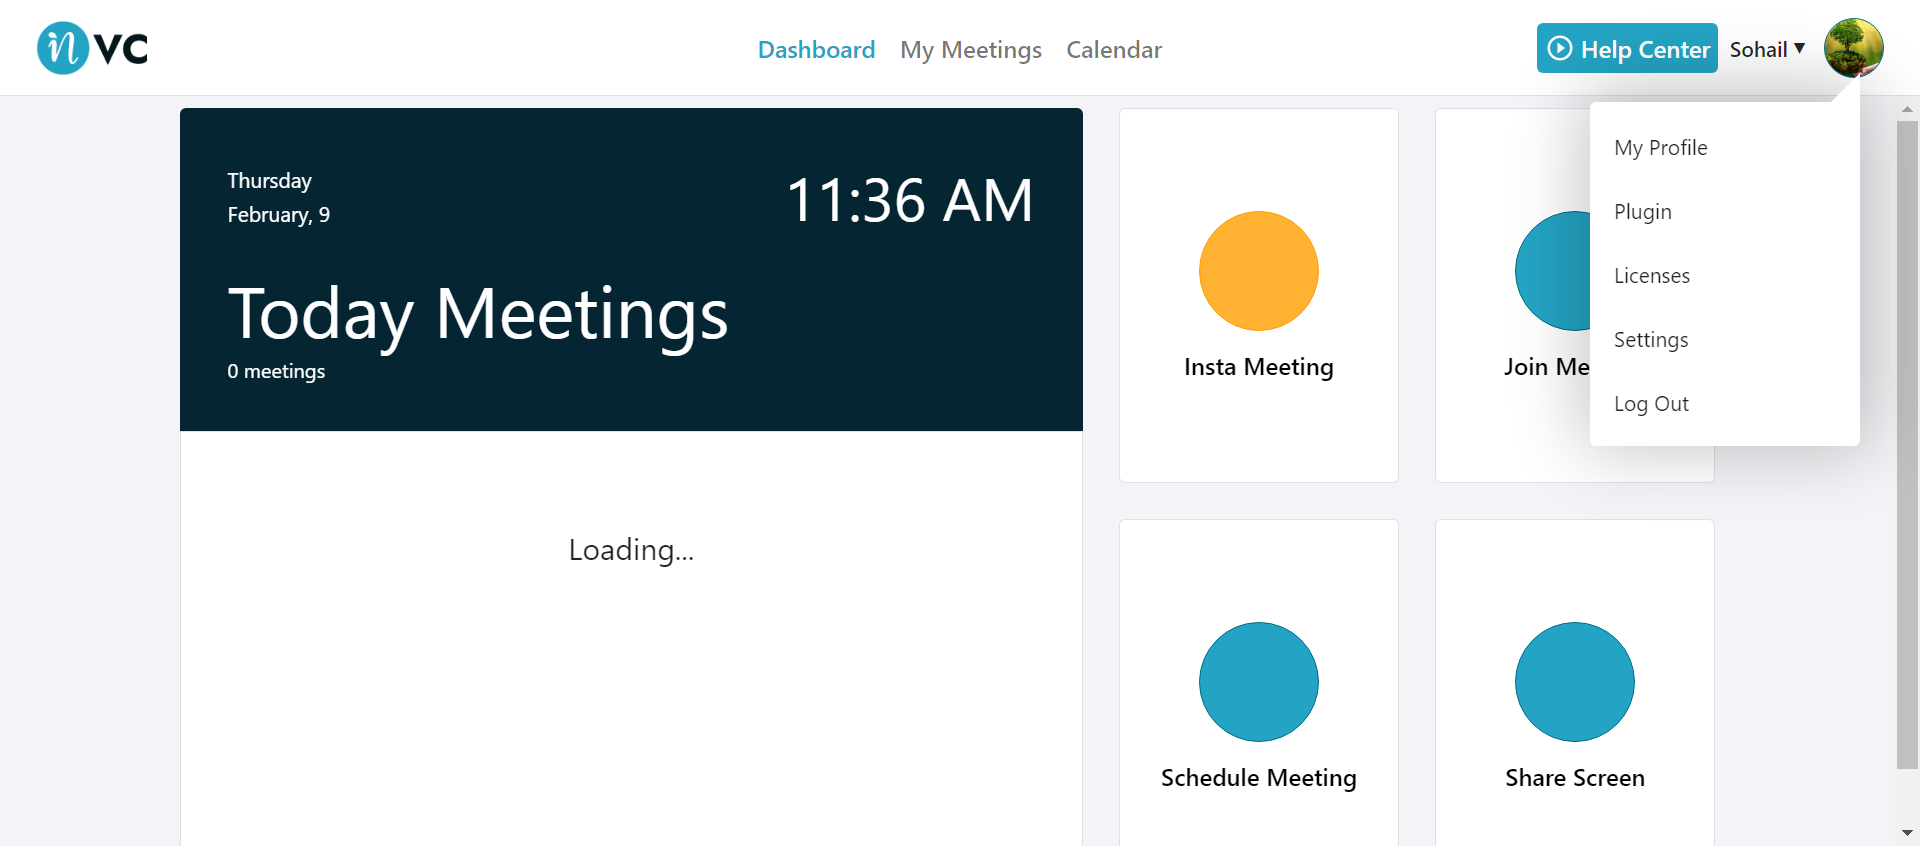 n VC
Dashboard My Meetings Calendar
Help Center Sohail
My Profile
Plugin
Licenses
Settings
Log Out
Thursday
February, 9
11:36 AM
Today Meetings
0 meetings
Loading...
Insta Meeting
Join Me
Schedule Meeting
Share Screen